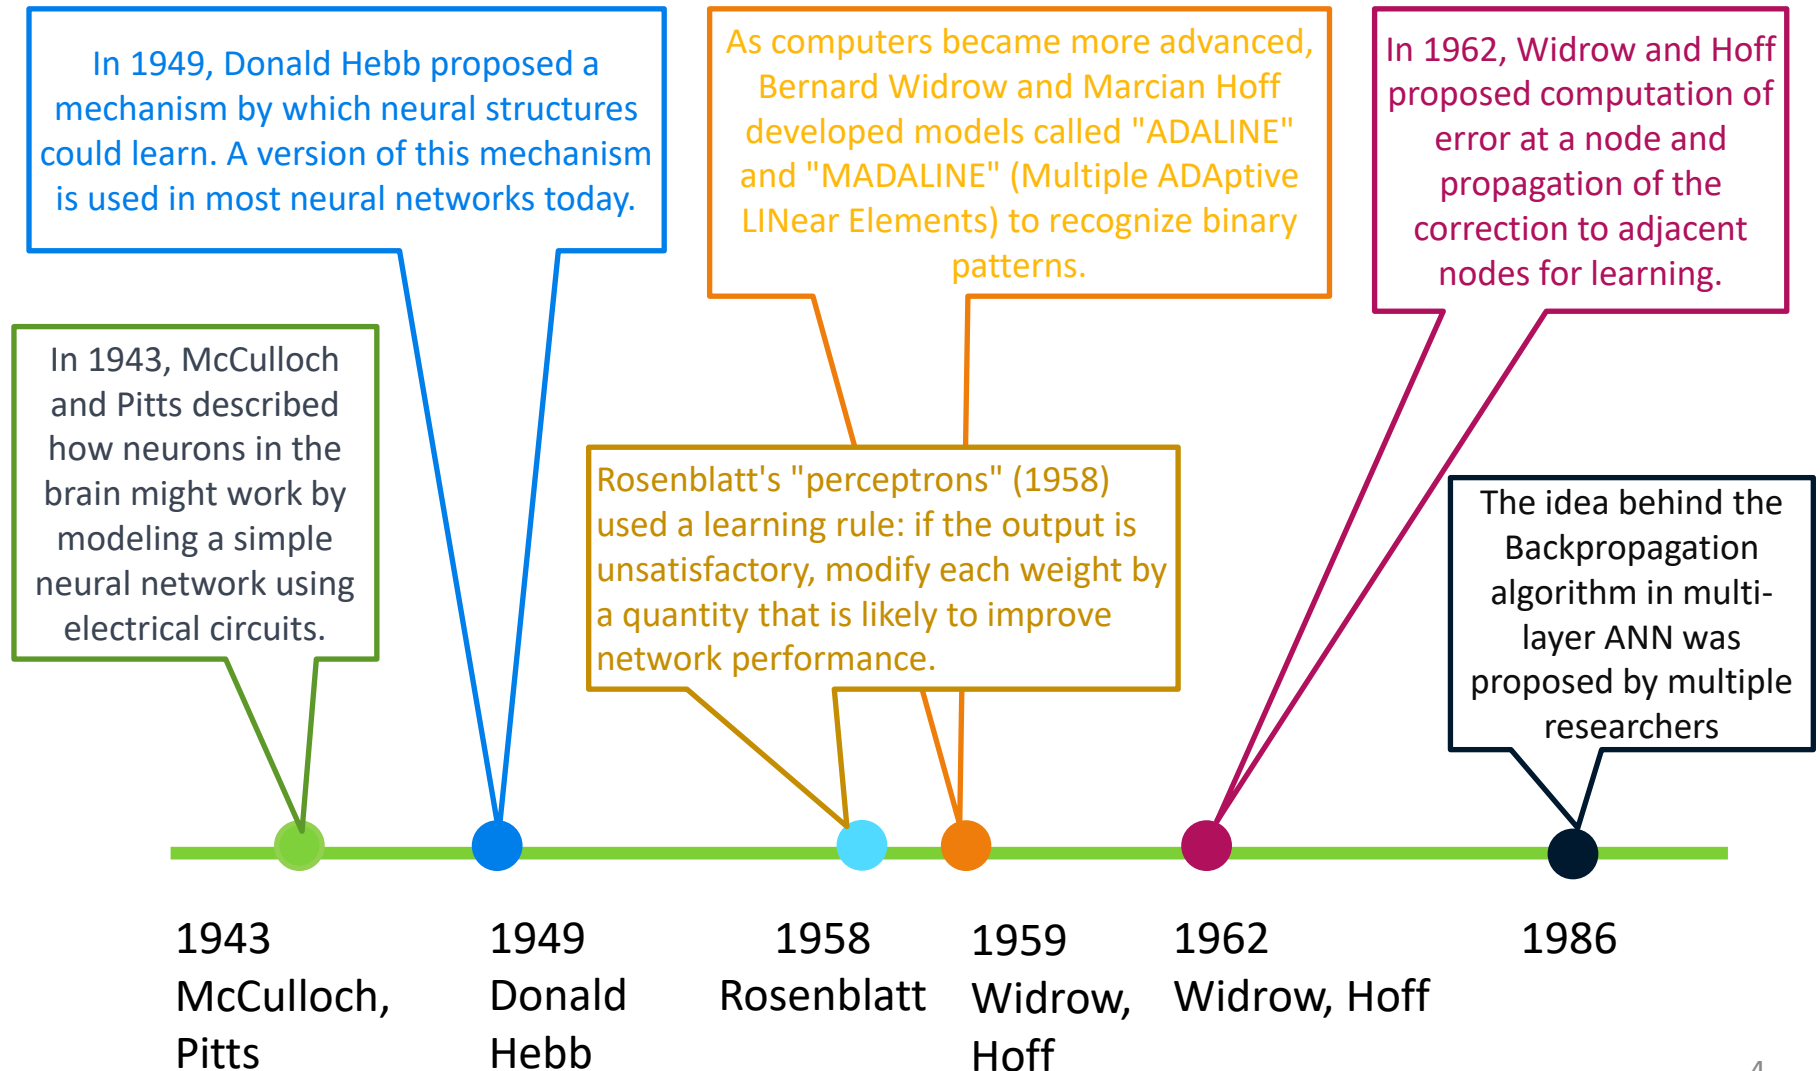 In 1949, Donald Hebb proposed a
mechanism by which neural structures
could learn. A version of this mechanism
is used in most neural networks today.
As computers became more advanced,
Bernard Widrow and Marcian Hoff
developed models called "ADALINE"
and "MADALINE" (Multiple ADAptive
LINear Elements) to recognize binary
patterns.
In 1962, Widrow and Hoff
proposed computation of
error at a node and
propagation of the
correction to adjacent
nodes for learning.
In 1943, McCulloch
and Pitts described
how neurons in the
brain might work by
modeling a simple
neural network using
electrical circuits.
Rosenblatt's "perceptrons" (1958)
used a learning rule: if the output is
unsatisfactory, modify each weight by
a quantity that is likely to improve
network performance.
The idea behind the
Backpropagation
algorithm in multi-
layer ANN was
proposed by multiple
researchers
1943
McCulloch,
Pitts
1949
Donald
Hebb
1958
Rosenblatt
1959
Widrow,
Hoff
1962
Widrow, Hoff
1986
4